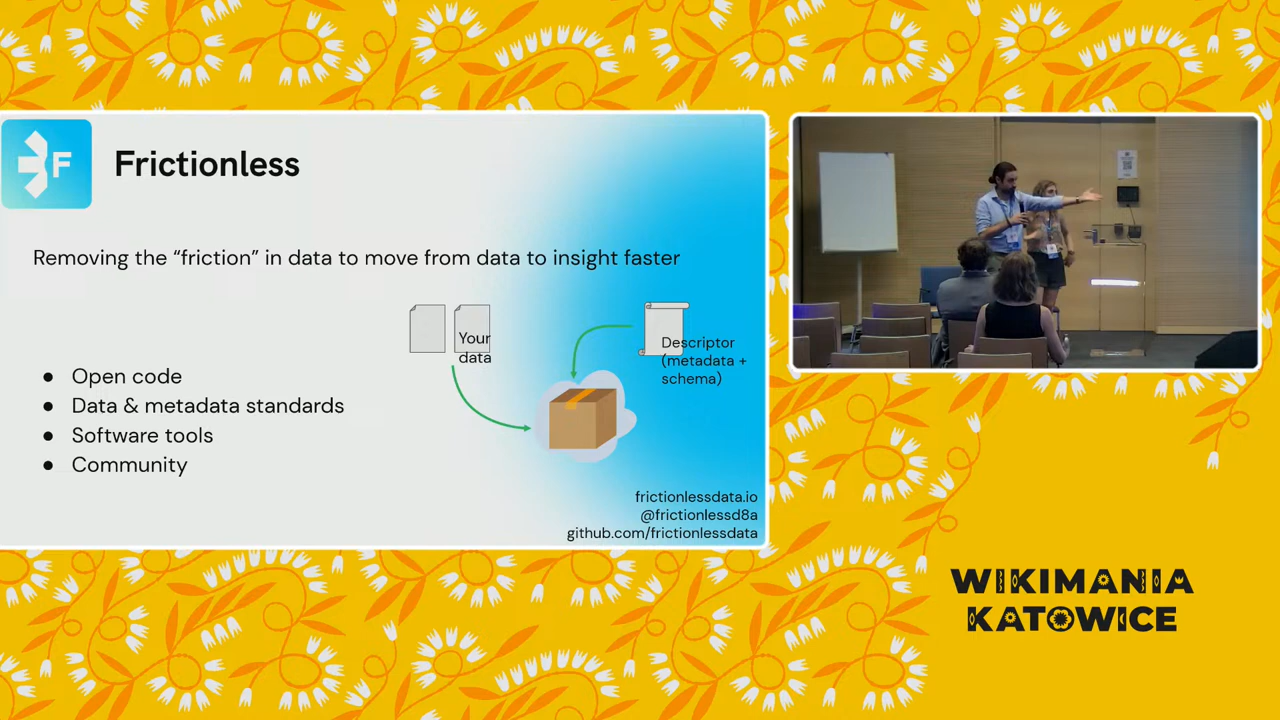 F
Frictionless
Removing the “friction” in data to move from data to insight faster
Your
data
Descriptor
(metadata +
schema)
● Open code
● Data & metadata standards
● Software tools
● Community
frictionlessdata.io
@frictionlessd8a
github.com/frictionlessdata
WIKIMANIA
KATOWICE